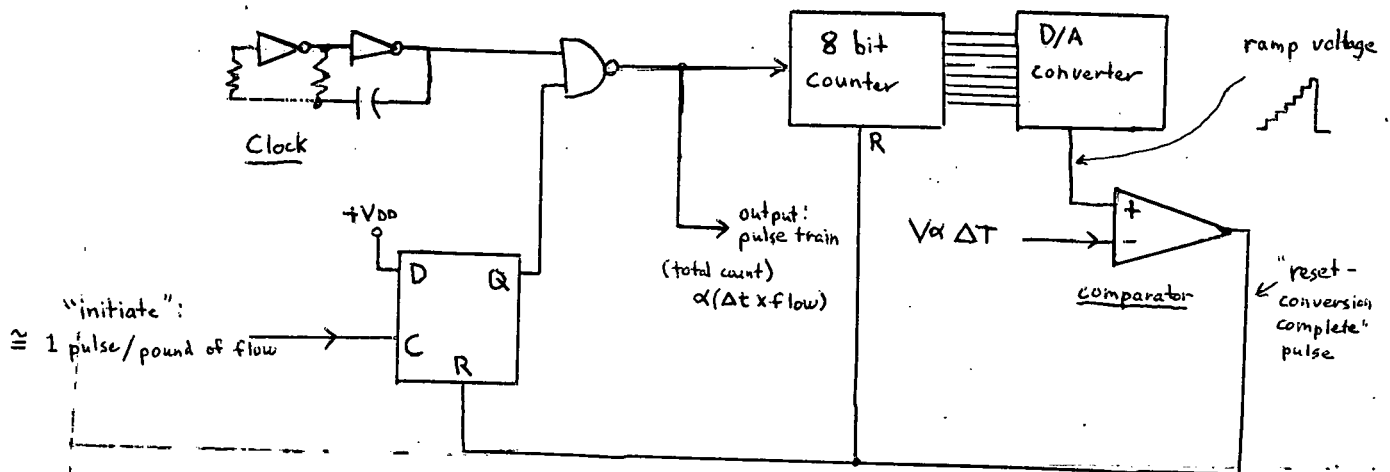 8 bit
counter
D/A
converter
ramp voltage
Clock
R
+VDD
output:
pulse train
(total count)
α(Δt x flow)
V α ΔT
+
-
comparator
"reset-
conversion
complete"
pulse
D
Q
"initiate":
≅ 1 pulse/pound of flow
C
R